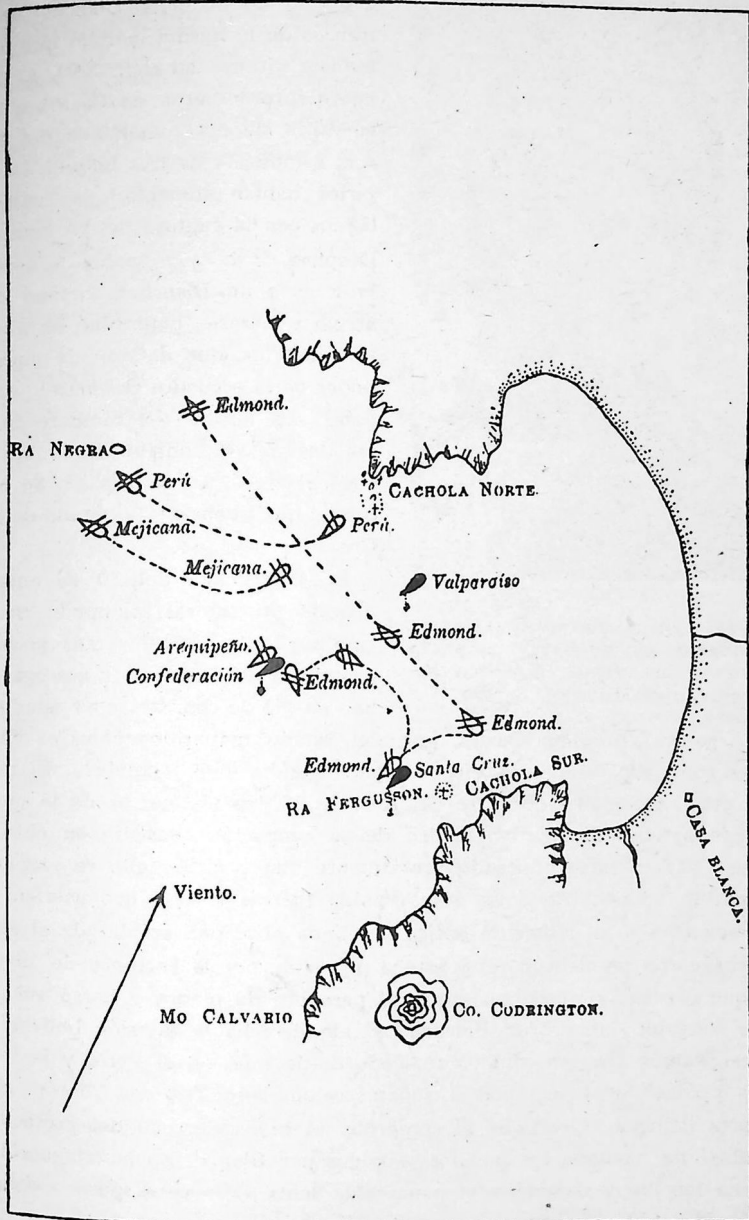 Edmond.
RA NEGRA
Perú
CACHOLA NORTE.
Mejicana.
Perú.
Mejicana.
Valparaíso
Edmond.
Arequipeño.
Confederación
Edmond.
Edmond.
Edmond.
Santa Cruz.
RA FERGUSSON.
CACHOLA SUR.
CASA BLANCA.
Viento.
MO CALVARIO
CO. CODRINGTON.